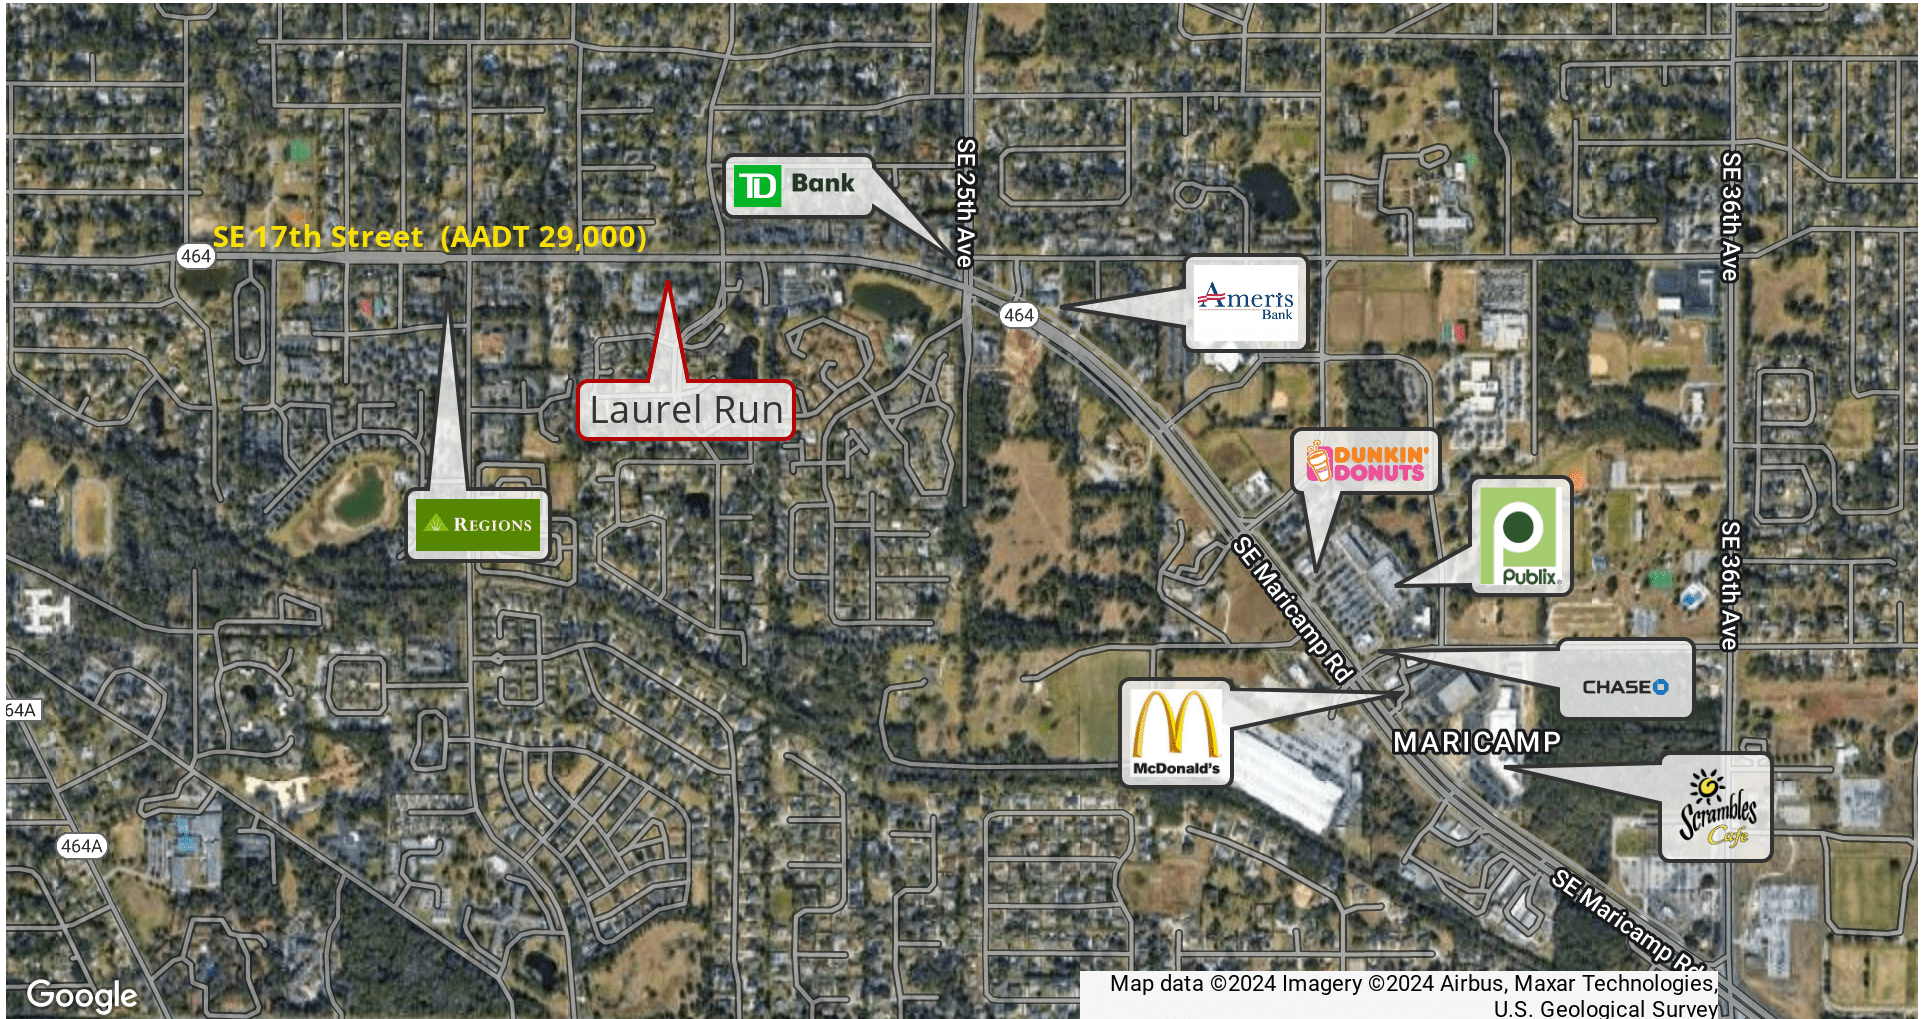 TD Bank
SE 25th Ave
SE 36th Ave
SE 17th Street (AADT 29,000)
464
464
Ameris
Bank
Laurel Run
DUNKIN'
DONUTS
REGIONS
Publix
SE Maricamp Rd
SE 36th Ave
CHASE
64A
McDonald's
MARICAMP
Scrambles
Cafe
464A
SE Maricamp Rd
Google
Map data ©2024 Imagery ©2024 Airbus, Maxar Technologies,
U.S. Geological Survey